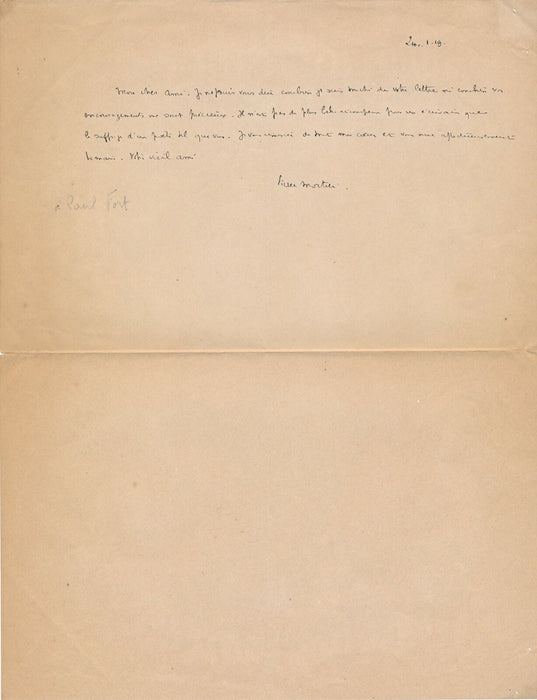 24.1.19.
Mon cher ami. Je ne puis vous dire combien je suis touché de votre lettre et combien vos
encouragements me sont précieux. Il n'est pas de plus belle récompense pour un écrivain que
le suffrage d'un poète tel que vous. Je vous remercie de tout mon cœur et vous serre affectueusement
la main. Votre vieil ami
Pierre Mortier.
à Paul Fort